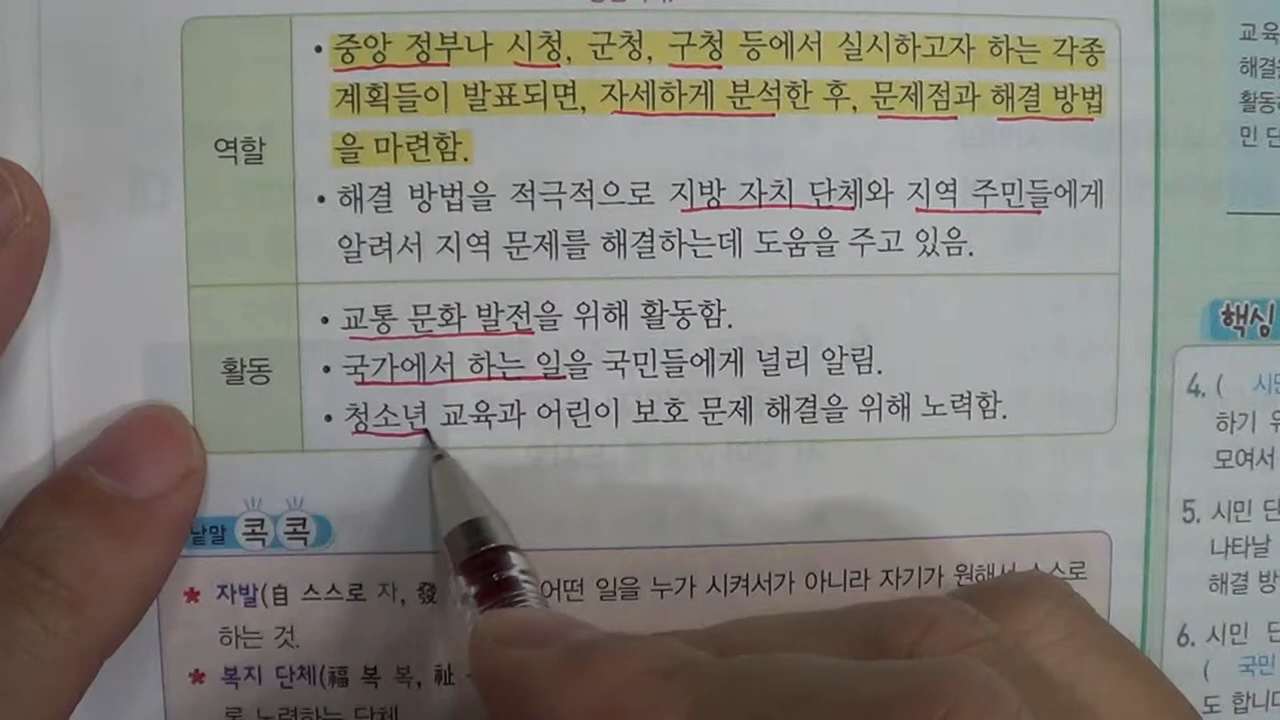 역할
• 중앙 정부나 시청, 군청, 구청 등에서 실시하고자 하는 각종
계획들이 발표되면, 자세하게 분석한 후, 문제점과 해결 방법
을 마련함.
• 해결 방법을 적극적으로 지방 자치 단체와 지역 주민들에게
알려서 지역 문제를 해결하는데 도움을 주고 있음.
활동
• 교통 문화 발전을 위해 활동함.
• 국가에서 하는 일을 국민들에게 널리 알림.
• 청소년 교육과 어린이 보호 문제 해결을 위해 노력함.
낱말 콕콕
* 자발(自 스스로 자, 發 어떤 일을 누가 시켜서가 아니라 자기가 원해서 스스로
하는 것.
* 복지 단체(福 복 복, 祉
노력하는 단체
교육
해결
활동
민 단
핵심
4. ( 시민
하기 위
모여서
5. 시민 단
나타날
해결 방
6. 시민 단
( 국민
도 합니다